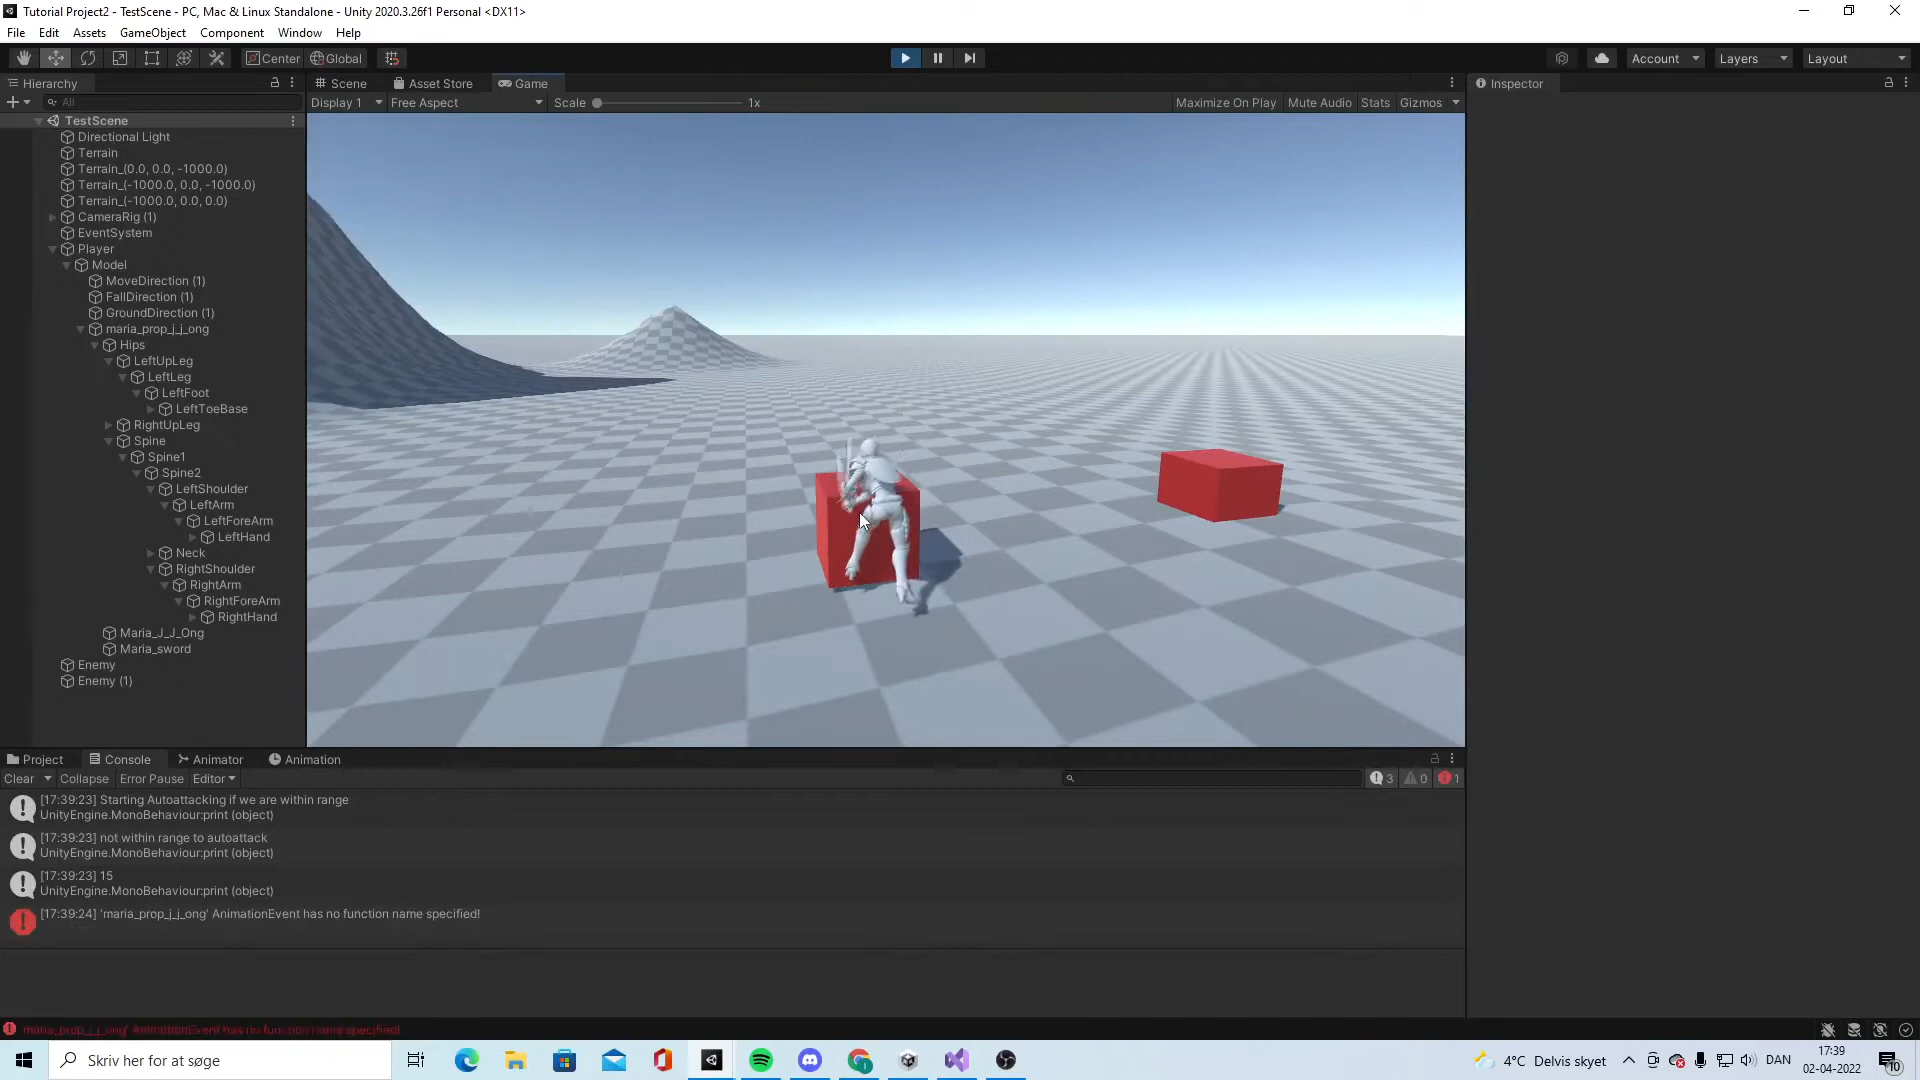 Tutorial Project2 - TestScene - PC, Mac & Linux Standalone - Unity 2020.3.26f1 Personal <DX11>
File Edit Assets GameObject Component Window Help
Center Global Account Layers Layout
Hierarchy
Scene Asset Store Game
Inspector
All
Display 1 Free Aspect Scale 1x Maximize On Play Mute Audio Stats Gizmos
TestScene
Directional Light
Terrain
Terrain_(0.0, 0.0, -1000.0)
Terrain_(-1000.0, 0.0, -1000.0)
Terrain_(-1000.0, 0.0, 0.0)
CameraRig (1)
EventSystem
Player
Model
MoveDirection (1)
FallDirection (1)
GroundDirection (1)
maria_prop_j_j_ong
Hips
LeftUpLeg
LeftLeg
LeftFoot
LeftToeBase
RightUpLeg
Spine
Spine1
Spine2
LeftShoulder
LeftArm
LeftForeArm
LeftHand
Neck
RightShoulder
RightArm
RightForeArm
RightHand
Maria_J_J_Ong
Maria_sword
Enemy
Enemy (1)
Project Console Animator Animation
Clear Collapse Error Pause Editor 3 0 1
[17:39:23] Starting Autoattacking if we are within range
UnityEngine.MonoBehaviour:print (object)
[17:39:23] not within range to autoattack
UnityEngine.MonoBehaviour:print (object)
[17:39:23] 15
UnityEngine.MonoBehaviour:print (object)
[17:39:24] 'maria_prop_j_j_ong' AnimationEvent has no function name specified!
'maria_prop_j_j_ong' AnimationEvent has no function name specified!
Skriv her for at søge
4°C Delvis skyet
DAN
17:39
02-04-2022
10